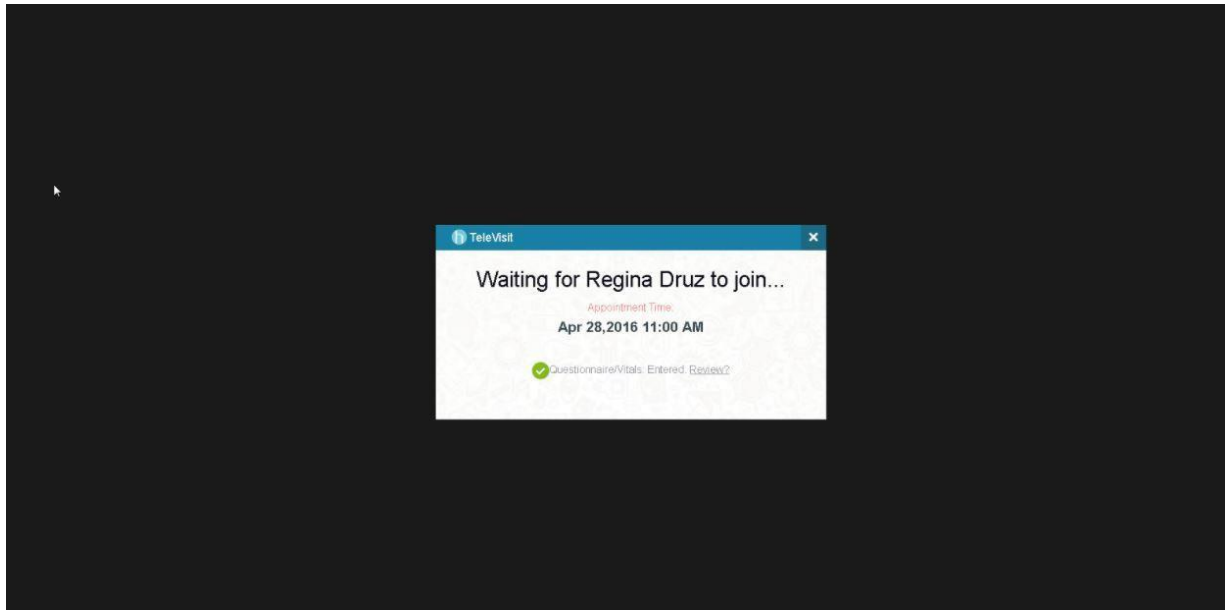 TeleVisit
Waiting for Regina Druz to join...
Appointment Time:
Apr 28,2016 11:00 AM
Questionnaire/Vitals: Entered. Review?